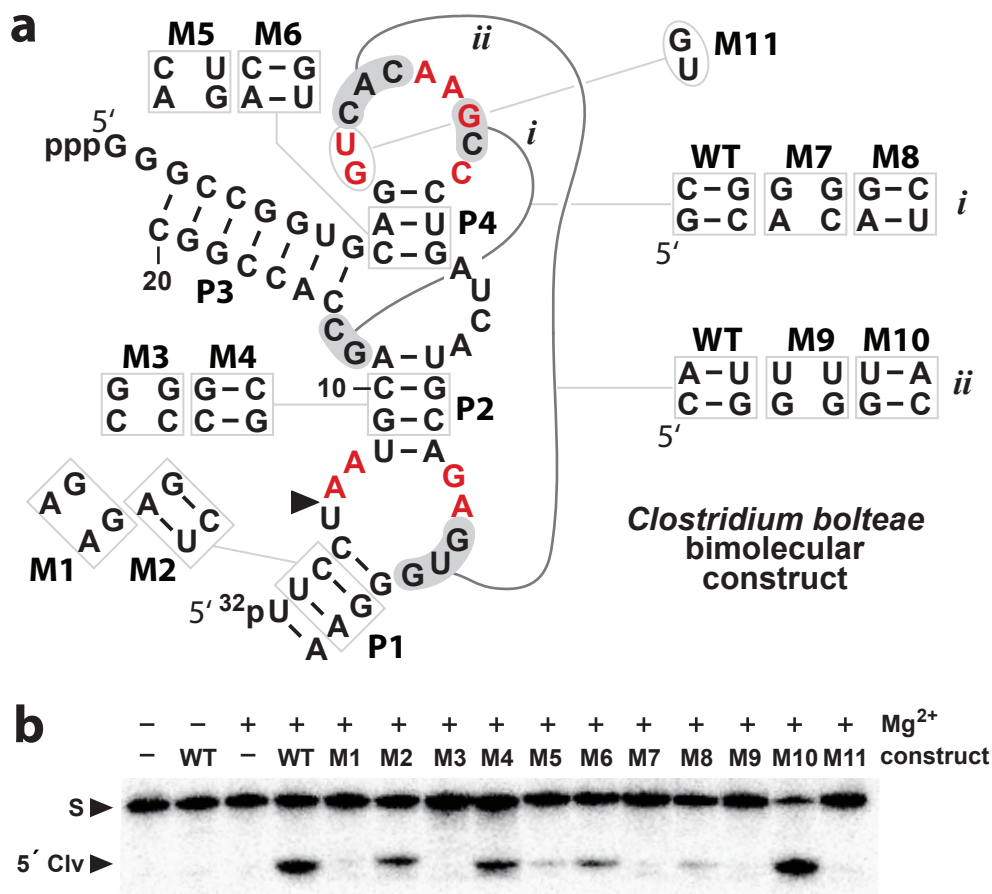 a
M5 M6
C U C–G
A G A–U
ii
C A C A A G C C
U G
G
U
M11
i
5'
pppG G G C C G G U G
C G G C C A C C G
20
P3
G–C
A–U
C–G
P4
A U C A
WT M7 M8
C–G G G G–C
G–C A C A–U
5'
i
M3 M4
G G G–C
C C C–G
10
A–U
C–G
G–C
U–A
P2
WT M9 M10
A–U U U U–A
C–G G G G–C
5'
ii
A G
A G
M1
A G
U C
M2
A
A
U
C
C
U
5' 32pU
G
A
G
U
G
G
G
A
A
P1
Clostridium bolteae
bimolecular
construct
b
– – + + + + + + + + + + + + + Mg2+
– WT – WT M1 M2 M3 M4 M5 M6 M7 M8 M9 M10 M11 construct
S
5´ Clv